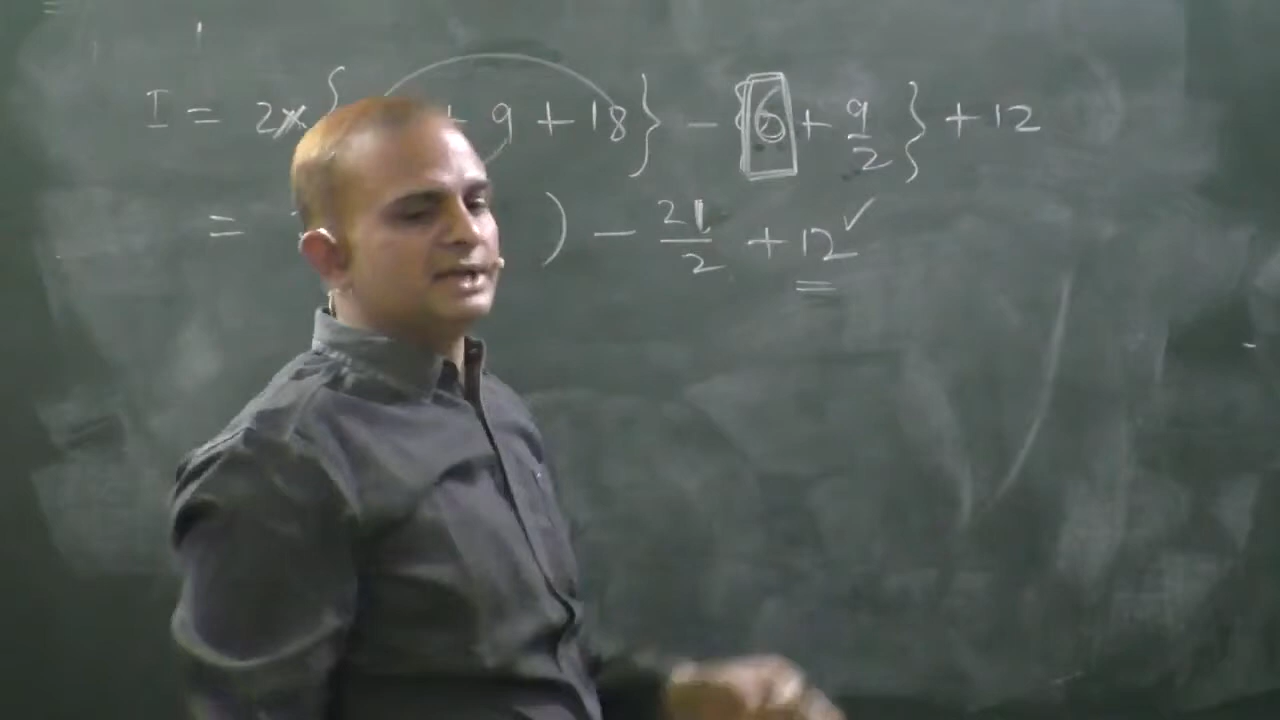 I = 2x{ + 9 + 18} - {6 + 9/2} + 12
= ) - 21/2 + 12 ✓